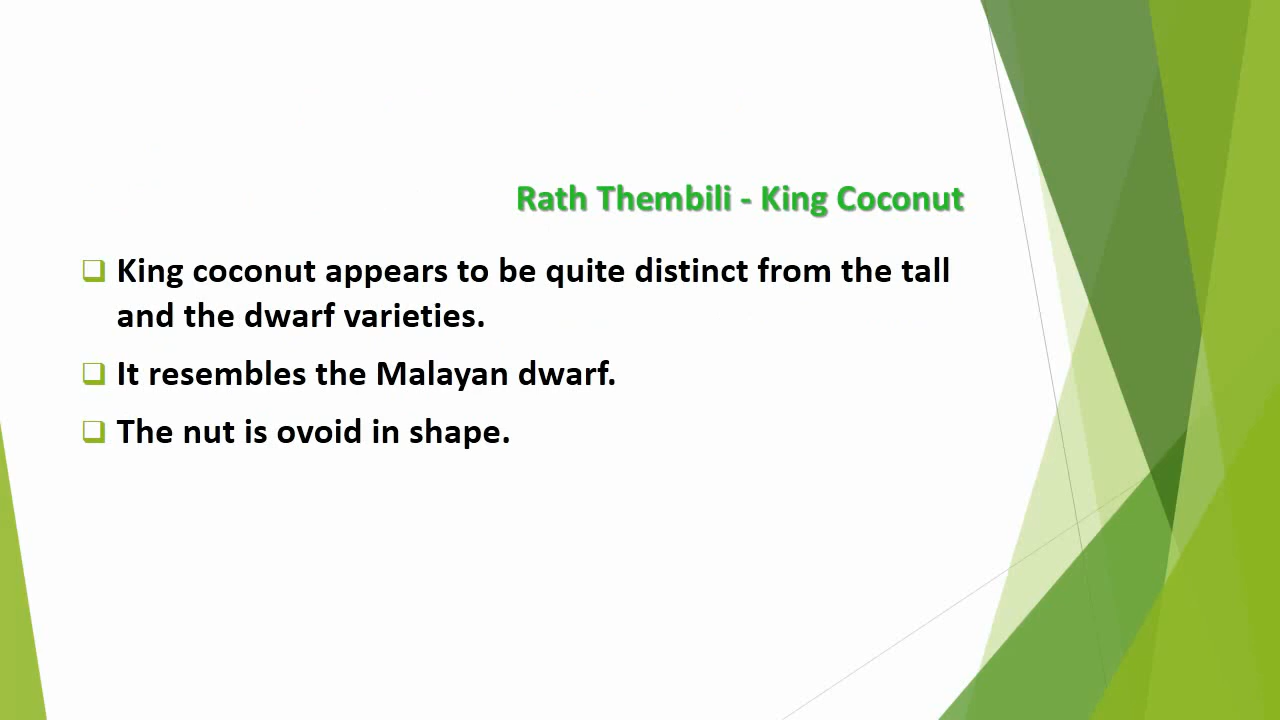 Rath Thembili - King Coconut
King coconut appears to be quite distinct from the tall
and the dwarf varieties.
It resembles the Malayan dwarf.
The nut is ovoid in shape.